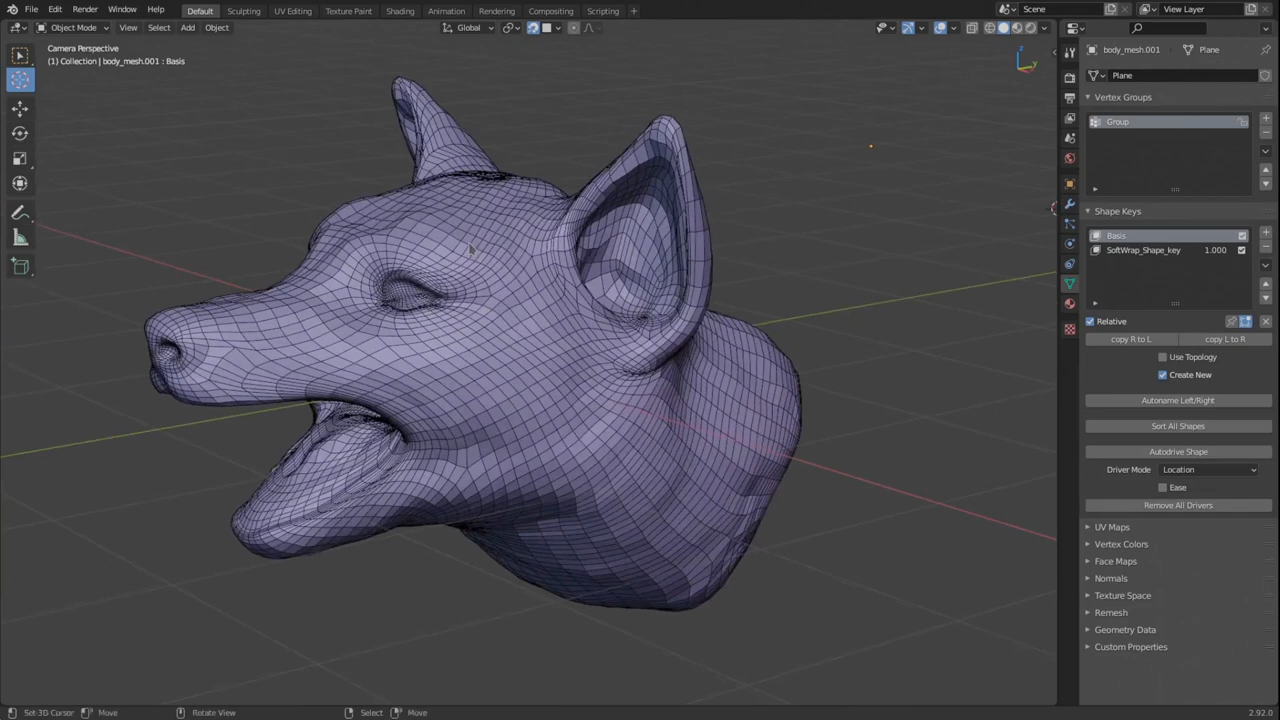 File Edit Render Window Help Default Sculpting UV Editing Texture Paint Shading Animation Rendering Compositing Scripting + Scene View Layer
Object Mode View Select Add Object Global
Camera Perspective
(1) Collection | body_mesh.001 : Basis
z
y
body_mesh.001 Plane
Plane
Vertex Groups
Group
Shape Keys
Basis
SoftWrap_Shape_key 1.000
Relative
copy R to L copy L to R
Use Topology
Create New
Autoname Left/Right
Sort All Shapes
Autodrive Shape
Driver Mode Location
Ease
Remove All Drivers
UV Maps
Vertex Colors
Face Maps
Normals
Texture Space
Remesh
Geometry Data
Custom Properties
Set 3D Cursor Move Rotate View Select Move 2.92.0